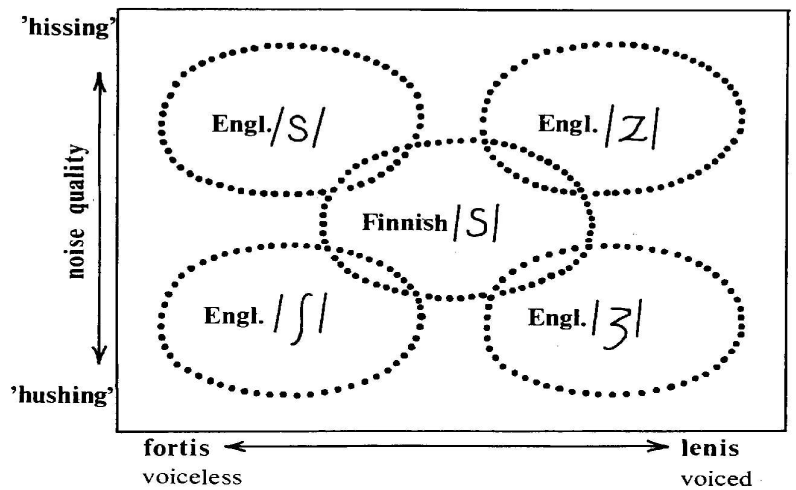 'hissing'
Engl. /s/
Engl. /z/
noise quality
Finnish /s/
Engl. /ʃ/
Engl. /ʒ/
'hushing'
fortis
lenis
voiceless
voiced